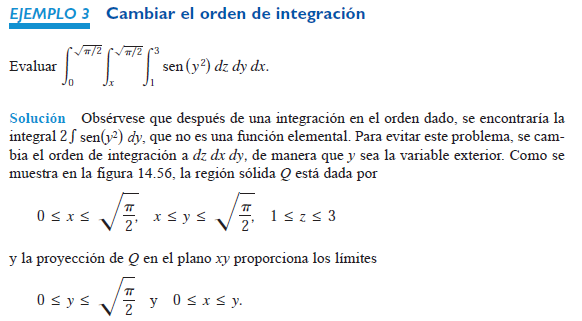 EJEMPLO 3 Cambiar el orden de integración
Evaluar ∫₀^√π/2 ∫ₓ^√π/2 ∫₁³ sen (y²) dz dy dx.
Solución Obsérvese que después de una integración en el orden dado, se encontraría la
integral 2 ∫ sen(y²) dy, que no es una función elemental. Para evitar este problema, se cam-
bia el orden de integración a dz dx dy, de manera que y sea la variable exterior. Como se
muestra en la figura 14.56, la región sólida Q está dada por
0 ≤ x ≤ √π/2, x ≤ y ≤ √π/2, 1 ≤ z ≤ 3
y la proyección de Q en el plano xy proporciona los límites
0 ≤ y ≤ √π/2 y 0 ≤ x ≤ y.